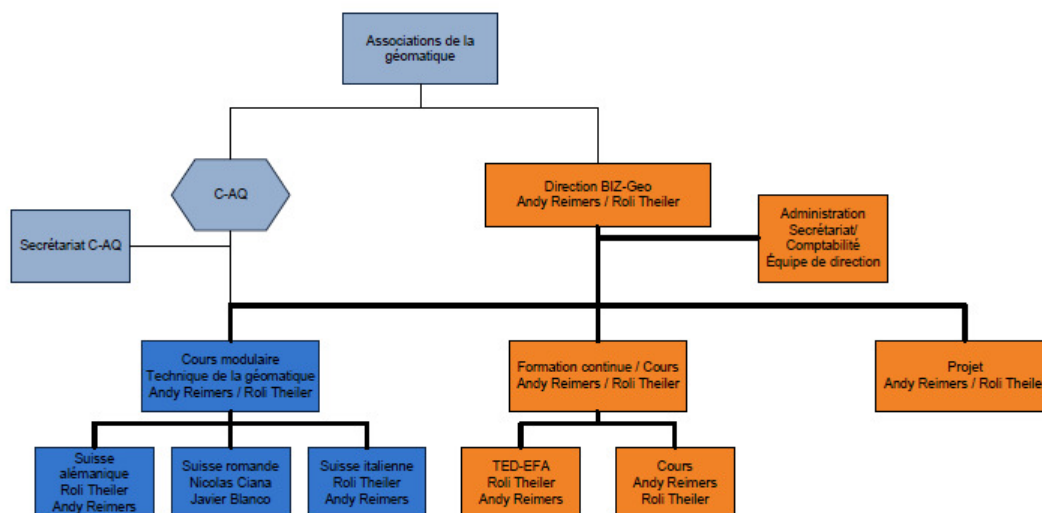 Associations de la
géomatique
C-AQ
Direction BIZ-Geo
Andy Reimers / Roli Theiler
Secrétariat C-AQ
Administration
Secrétariat/
Comptabilité
Équipe de direction
Cours modulaire
Technique de la géomatique
Andy Reimers / Roli Theiler
Formation continue / Cours
Andy Reimers / Roli Theiler
Projet
Andy Reimers / Roli Theile
Suisse
alémanique
Roli Theiler
Andy Reimers
Suisse romande
Nicolas Ciana
Javier Blanco
Suisse italienne
Roli Theiler
Andy Reimers
TED-EFA
Roli Theiler
Andy Reimers
Cours
Andy Reimers
Roli Theiler